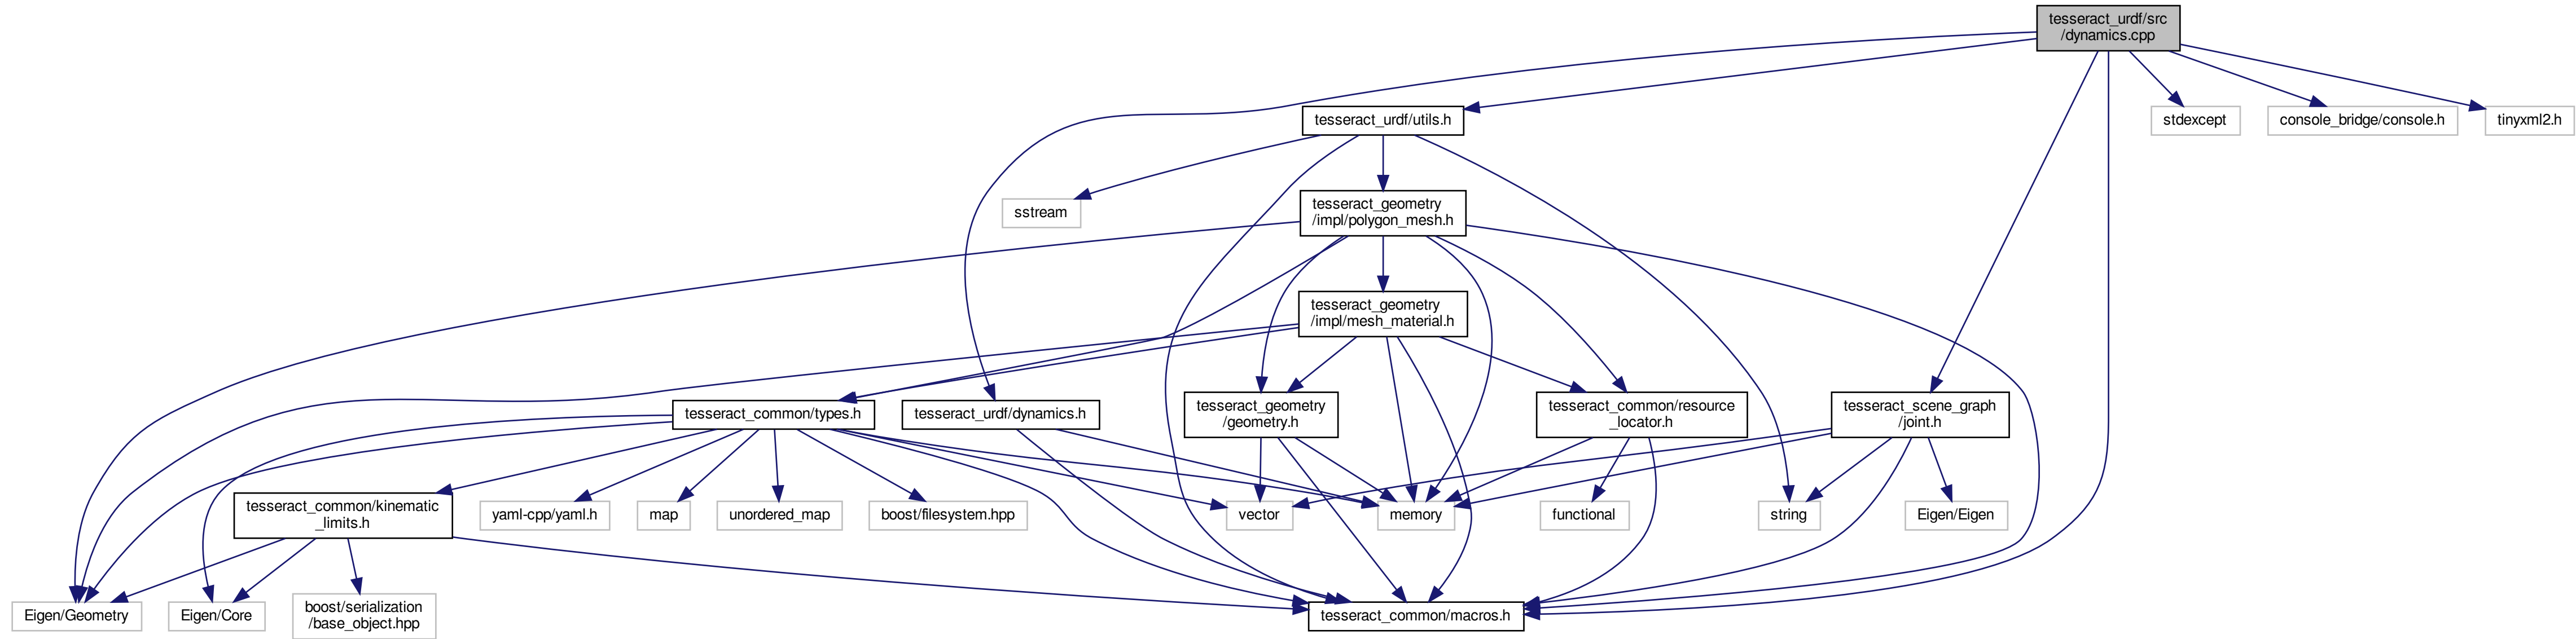 tesseract_urdf/src
/dynamics.cpp
tesseract_urdf/utils.h
stdexcept
console_bridge/console.h
tinyxml2.h
sstream
tesseract_geometry
/impl/polygon_mesh.h
tesseract_geometry
/impl/mesh_material.h
tesseract_common/types.h
tesseract_urdf/dynamics.h
tesseract_geometry
/geometry.h
tesseract_common/resource
_locator.h
tesseract_scene_graph
/joint.h
tesseract_common/kinematic
_limits.h
yaml-cpp/yaml.h
map
unordered_map
boost/filesystem.hpp
vector
memory
functional
string
Eigen/Eigen
Eigen/Geometry
Eigen/Core
boost/serialization
/base_object.hpp
tesseract_common/macros.h